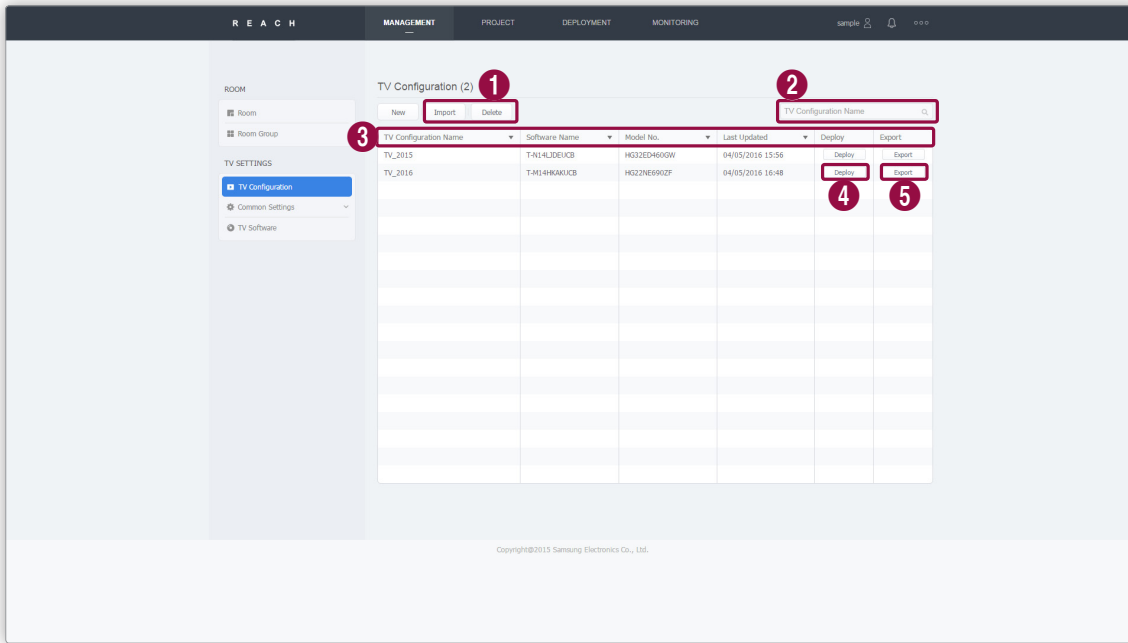 R E A C H MANAGEMENT PROJECT DEPLOYMENT MONITORING sample
ROOM
Room
Room Group
TV SETTINGS
TV Configuration
Common Settings
TV Software
TV Configuration (2)
1
2
New Import Delete TV Configuration Name
3
TV Configuration Name Software Name Model No. Last Updated Deploy Export
TV_2015 T-N14LJDEUCB HG32ED460GW 04/05/2016 15:56 Deploy Export
TV_2016 T-M14HKAKUCB HG22NE690ZF 04/05/2016 16:48 Deploy Export
4 5
Copyright@2015 Samsung Electronics Co., Ltd.